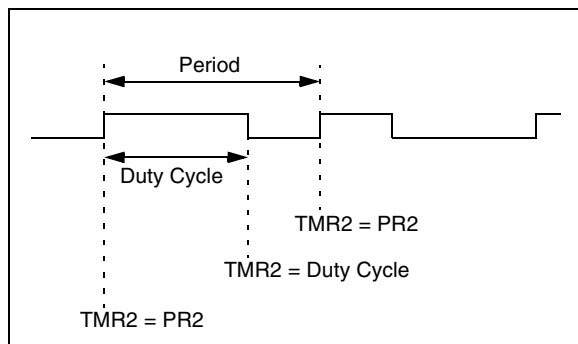 Period
Duty Cycle
TMR2 = PR2
TMR2 = Duty Cycle
TMR2 = PR2